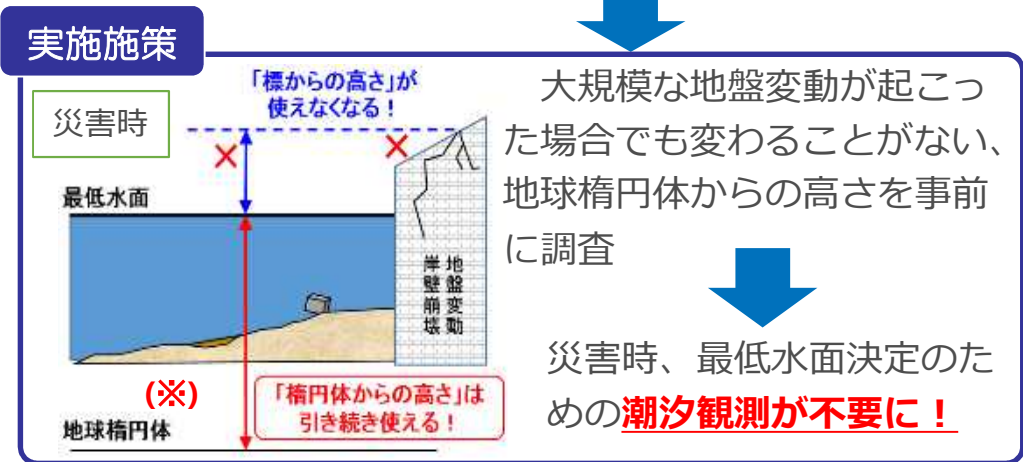 実施施策
災害時
「標からの高さ」が
使えなくなる！
最低水面
地盤変動
岸壁崩壊
(※)
「楕円体からの高さ」は
引き続き使える！
地球楕円体
大規模な地盤変動が起こっ
た場合でも変わることがない、
地球楕円体からの高さを事前
に調査
災害時、最低水面決定のた
めの潮汐観測が不要に！